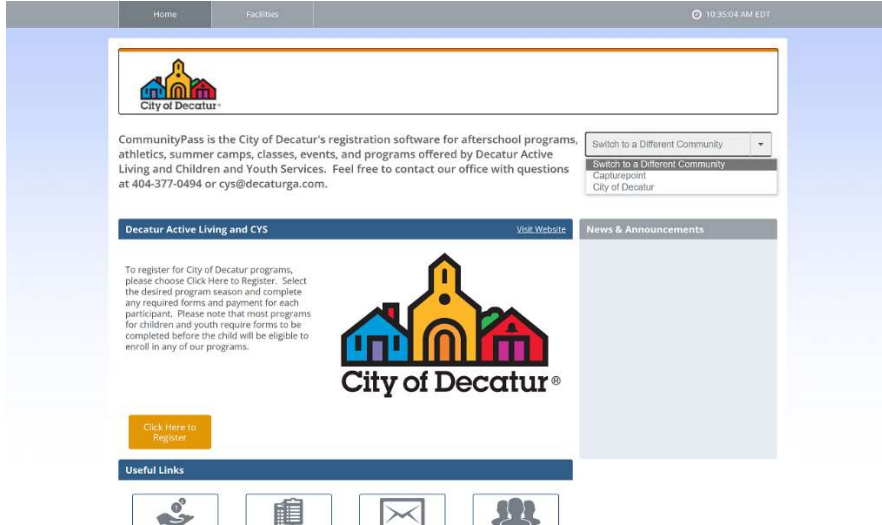 Home
Facilities
10:35:04 AM EDT
City of Decatur
CommunityPass is the City of Decatur's registration software for afterschool programs,
athletics, summer camps, classes, events, and programs offered by Decatur Active
Living and Children and Youth Services. Feel free to contact our office with questions
at 404-377-0494 or cys@decaturga.com.
Switch to a Different Community
Switch to a Different Community
Capturepoint
City of Decatur
Decatur Active Living and CYS
Visit Website
News & Announcements
To register for City of Decatur programs,
please choose Click Here to Register. Select
the desired program season and complete
any required forms and payment for each
participant. Please note that most programs
for children and youth require forms to be
completed before the child will be eligible to
enroll in any of our programs.
City of Decatur®
Click Here to
Register
Useful Links